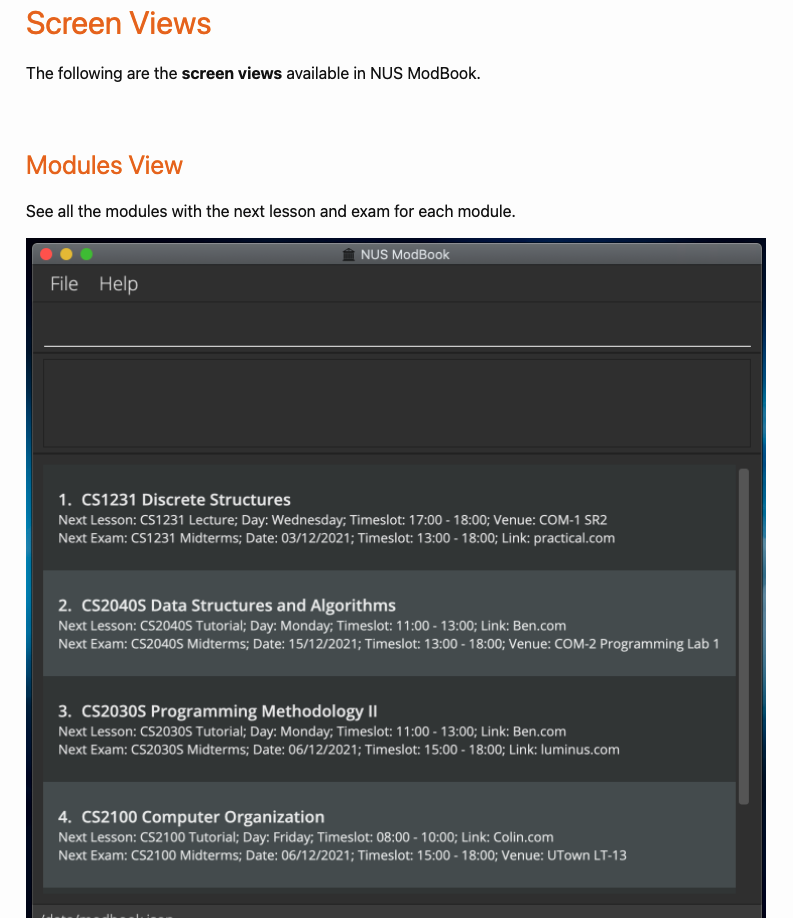 Screen Views
The following are the screen views available in NUS ModBook.
Modules View
See all the modules with the next lesson and exam for each module.
NUS ModBook
File Help
1. CS1231 Discrete Structures
Next Lesson: CS1231 Lecture; Day: Wednesday; Timeslot: 17:00 - 18:00; Venue: COM-1 SR2
Next Exam: CS1231 Midterms; Date: 03/12/2021; Timeslot: 13:00 - 18:00; Link: practical.com
2. CS2040S Data Structures and Algorithms
Next Lesson: CS2040S Tutorial; Day: Monday; Timeslot: 11:00 - 13:00; Link: Ben.com
Next Exam: CS2040S Midterms; Date: 15/12/2021; Timeslot: 13:00 - 18:00; Venue: COM-2 Programming Lab 1
3. CS2030S Programming Methodology II
Next Lesson: CS2030S Tutorial; Day: Monday; Timeslot: 11:00 - 13:00; Link: Ben.com
Next Exam: CS2030S Midterms; Date: 06/12/2021; Timeslot: 15:00 - 18:00; Link: luminus.com
4. CS2100 Computer Organization
Next Lesson: CS2100 Tutorial; Day: Friday; Timeslot: 08:00 - 10:00; Link: Colin.com
Next Exam: CS2100 Midterms; Date: 06/12/2021; Timeslot: 15:00 - 18:00; Venue: UTown LT-13